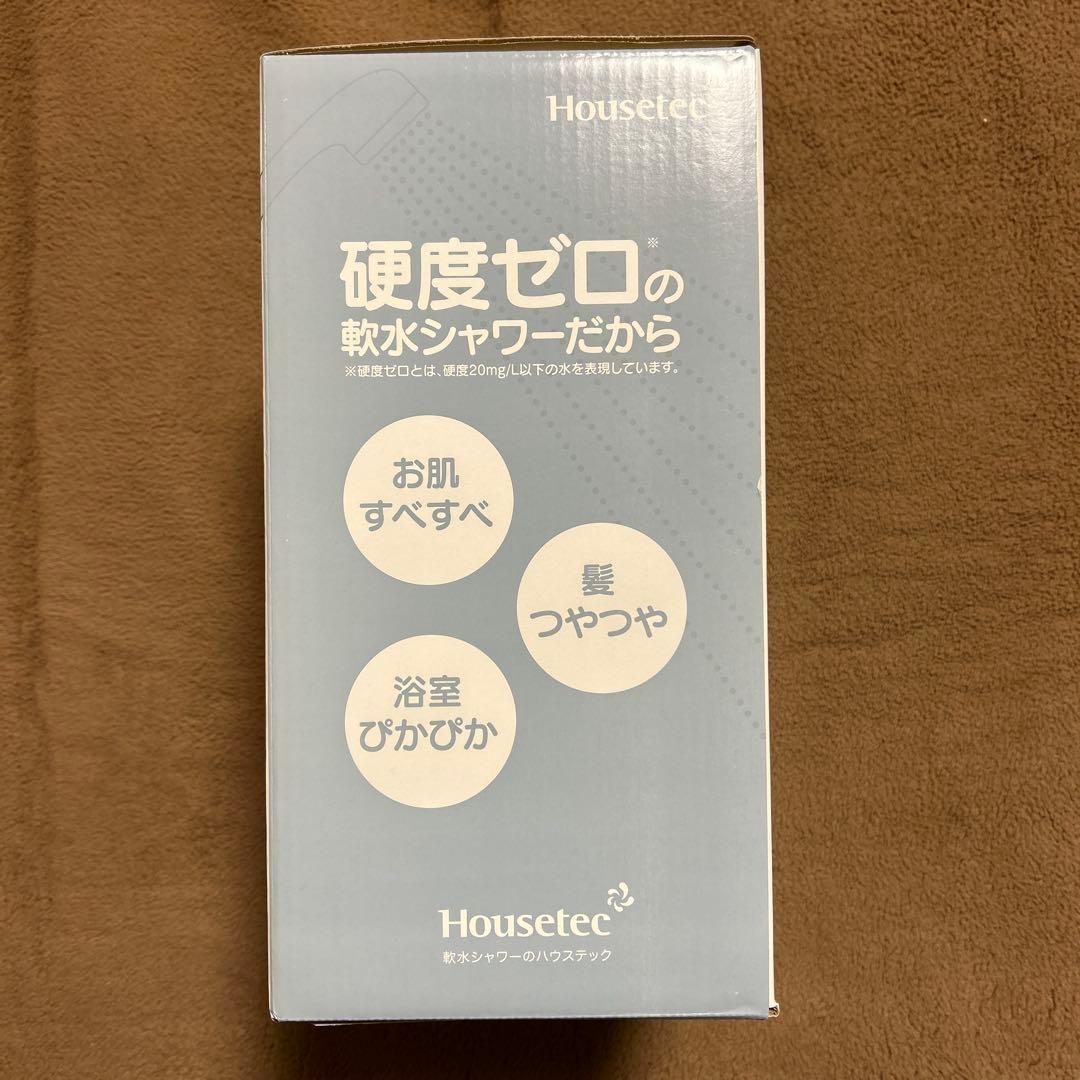 Housetec
硬度ゼロ※の
軟水シャワーだから
※硬度ゼロとは、硬度20mg/L以下の水を表現しています。
お肌
すべすべ
髪
つやつや
浴室
ぴかぴか
Housetec
軟水シャワーのハウステック